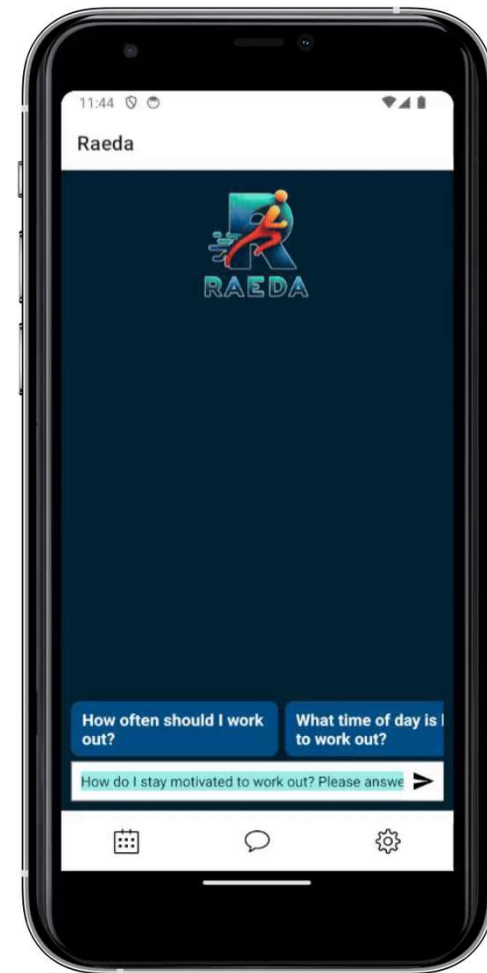 11:44
Raeda
R
RAEDA
How often should I work
out?
What time of day is
to work out?
How do I stay motivated to work out? Please answe